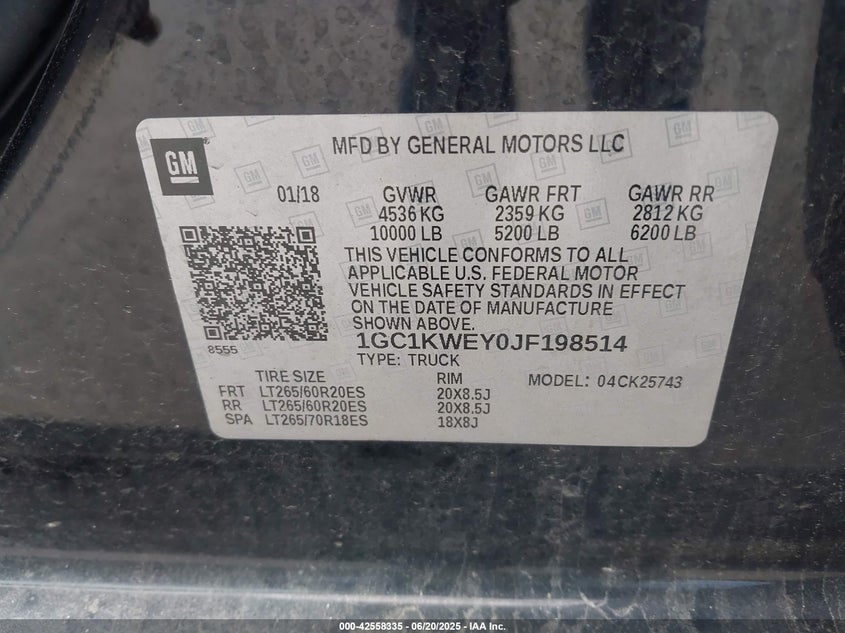 GM
MFD BY GENERAL MOTORS LLC
01/18 GVWR GAWR FRT GAWR RR
4536 KG 2359 KG 2812 KG
10000 LB 5200 LB 6200 LB
THIS VEHICLE CONFORMS TO ALL
APPLICABLE U.S. FEDERAL MOTOR
VEHICLE SAFETY STANDARDS IN EFFECT
ON THE DATE OF MANUFACTURE
SHOWN ABOVE.
8555
1GC1KWEY0JF198514
TYPE: TRUCK
TIRE SIZE RIM MODEL: 04CK25743
FRT LT265/60R20ES 20X8.5J
RR LT265/60R20ES 20X8.5J
SPA LT265/70R18ES 18X8J
000-42558335 - 06/20/2025 - IAA Inc.